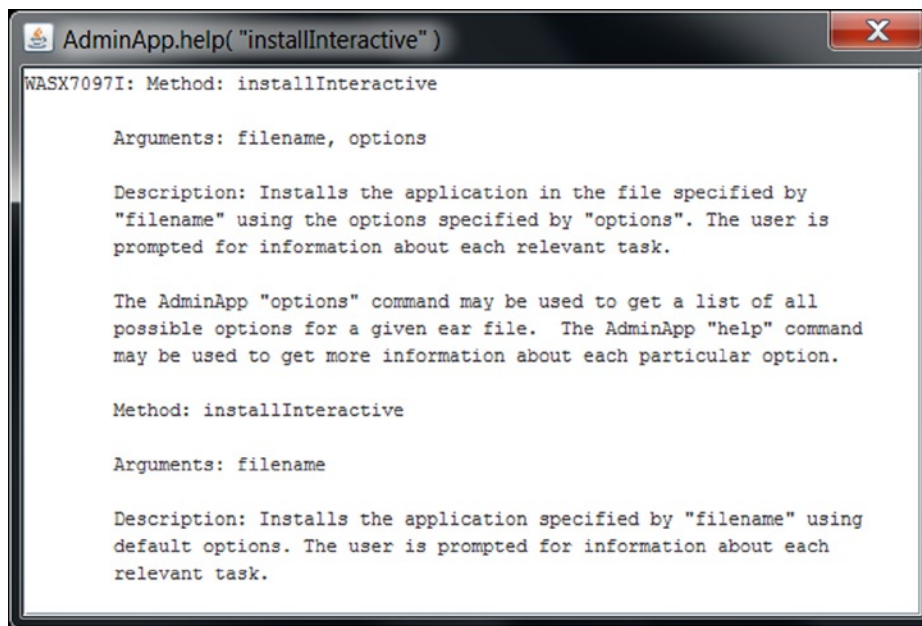 AdminApp.help( "installInteractive" )
WASX7097I: Method: installInteractive
Arguments: filename, options
Description: Installs the application in the file specified by
"filename" using the options specified by "options". The user is
prompted for information about each relevant task.
The AdminApp "options" command may be used to get a list of all
possible options for a given ear file.  The AdminApp "help" command
may be used to get more information about each particular option.
Method: installInteractive
Arguments: filename
Description: Installs the application specified by "filename" using
default options. The user is prompted for information about each
relevant task.